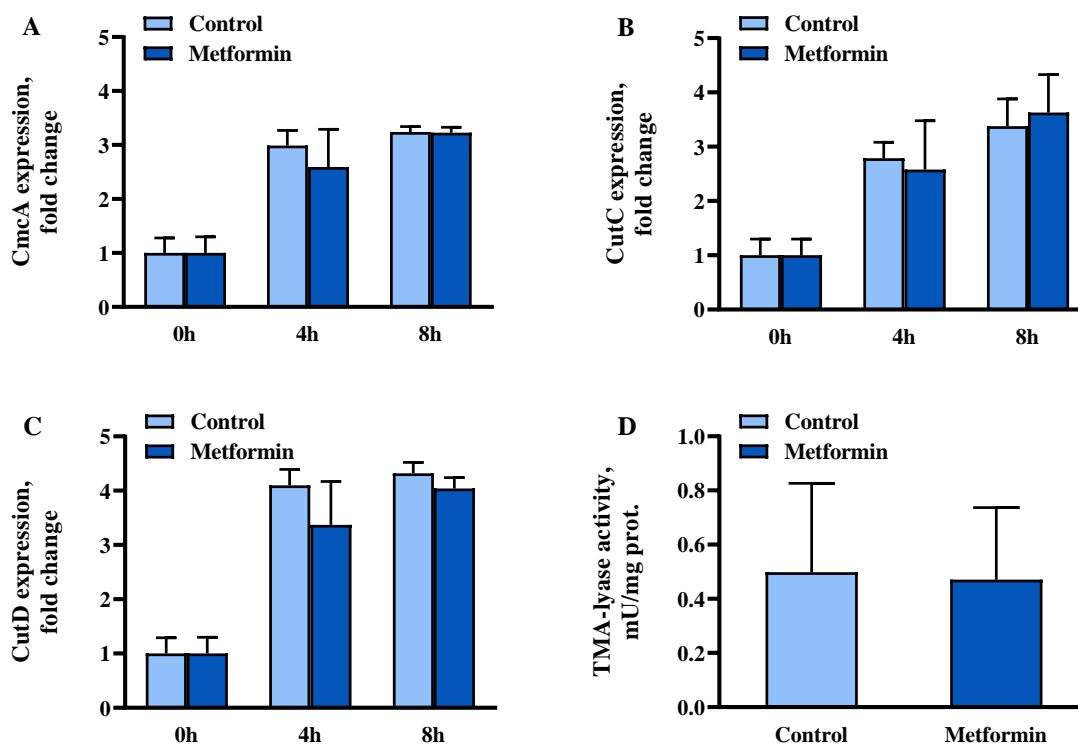 A
Control
Metformin
CmcA expression,
fold change
5
4
3
2
1
0
0h 4h 8h
B
Control
Metformin
CutC expression,
fold change
5
4
3
2
1
0
0h 4h 8h
C
Control
Metformin
CutD expression,
fold change
5
4
3
2
1
0
0h 4h 8h
D
Control
Metformin
TMA-lyase activity,
mU/mg prot.
1.0
0.8
0.6
0.4
0.2
0.0
Control Metformin